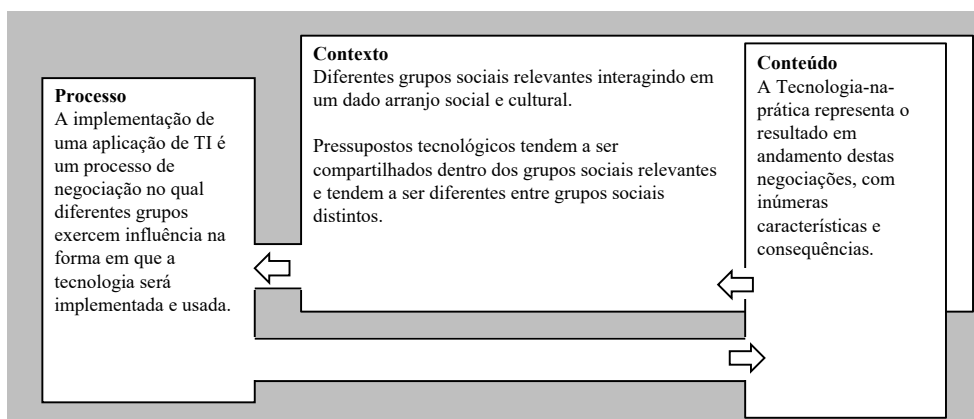 Processo
A implementação de
uma aplicação de TI é
um processo de
negociação no qual
diferentes grupos
exercem influência na
forma em que a
tecnologia será
implementada e usada.
Contexto
Diferentes grupos sociais relevantes interagindo em
um dado arranjo social e cultural.
Pressupostos tecnológicos tendem a ser
compartilhados dentro dos grupos sociais relevantes
e tendem a ser diferentes entre grupos sociais
distintos.
Conteúdo
A Tecnologia-na-
prática representa o
resultado em
andamento destas
negociações, com
inúmeras
características e
consequências.